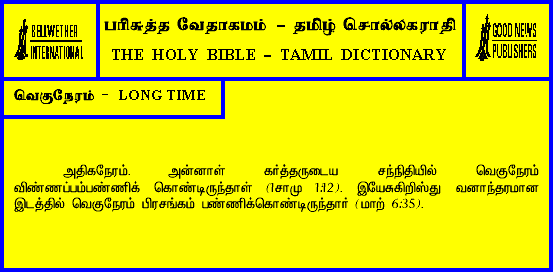 BELLWETHER
INTERNATIONAL
பரிசுத்த வேதாகமம் - தமிழ் சொல்லகராதி
THE HOLY BIBLE - TAMIL DICTIONARY
GOOD NEWS
PUBLISHERS
வெகுநேரம் - LONG TIME
அதிகநேரம். அன்னாள் கர்த்தருடைய சந்நிதியில் வெகுநேரம்
விண்ணப்பம்பண்ணிக் கொண்டிருந்தாள் (1சாமு 1:12). இயேசுகிறிஸ்து வனாந்தரமான
இடத்தில் வெகுநேரம் பிரசங்கம் பண்ணிக்கொண்டிருந்தார் (மாற் 6:35).